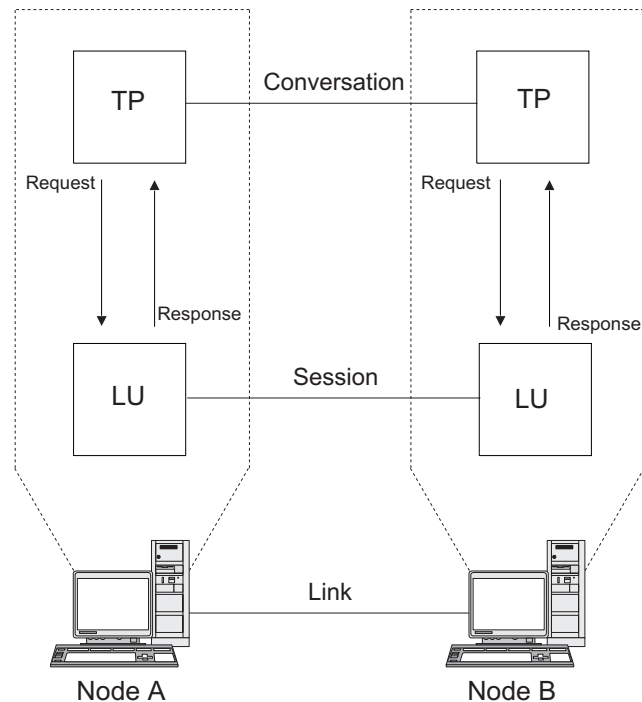 Conversation
TP
TP
Request
Request
Response
Response
Session
LU
LU
Link
Node A
Node B